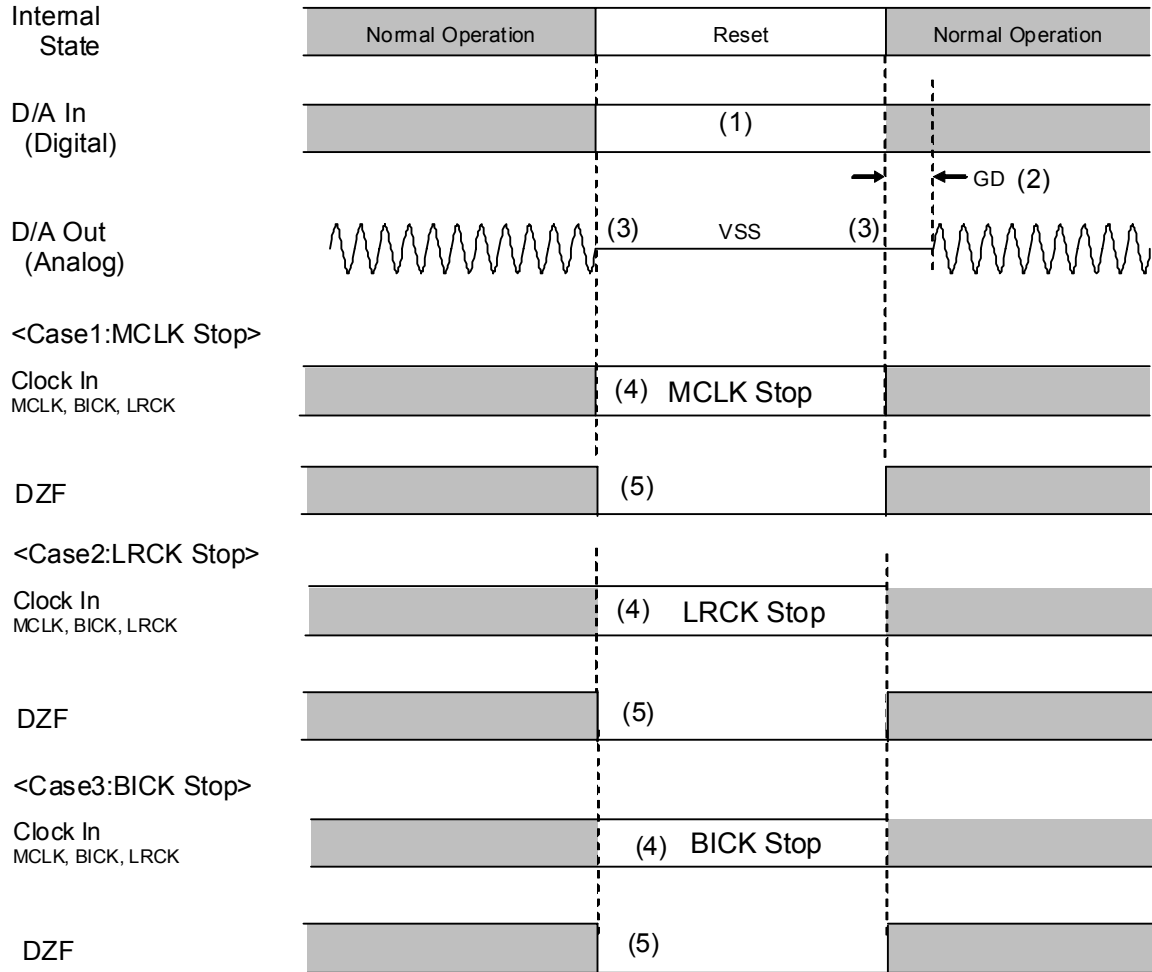 Internal
State
Normal Operation
Reset
Normal Operation
D/A In
(Digital)
(1)
GD (2)
D/A Out
(Analog)
(3)
VSS
(3)
<Case1:MCLK Stop>
Clock In
MCLK, BICK, LRCK
(4) MCLK Stop
DZF
(5)
<Case2:LRCK Stop>
Clock In
MCLK, BICK, LRCK
(4) LRCK Stop
DZF
(5)
<Case3:BICK Stop>
Clock In
MCLK, BICK, LRCK
(4) BICK Stop
DZF
(5)